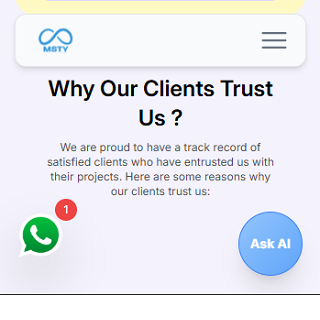 MSTY
Why Our Clients Trust
Us ?
We are proud to have a track record of
satisfied clients who have entrusted us with
their projects. Here are some reasons why
our clients trust us:
1
Ask AI